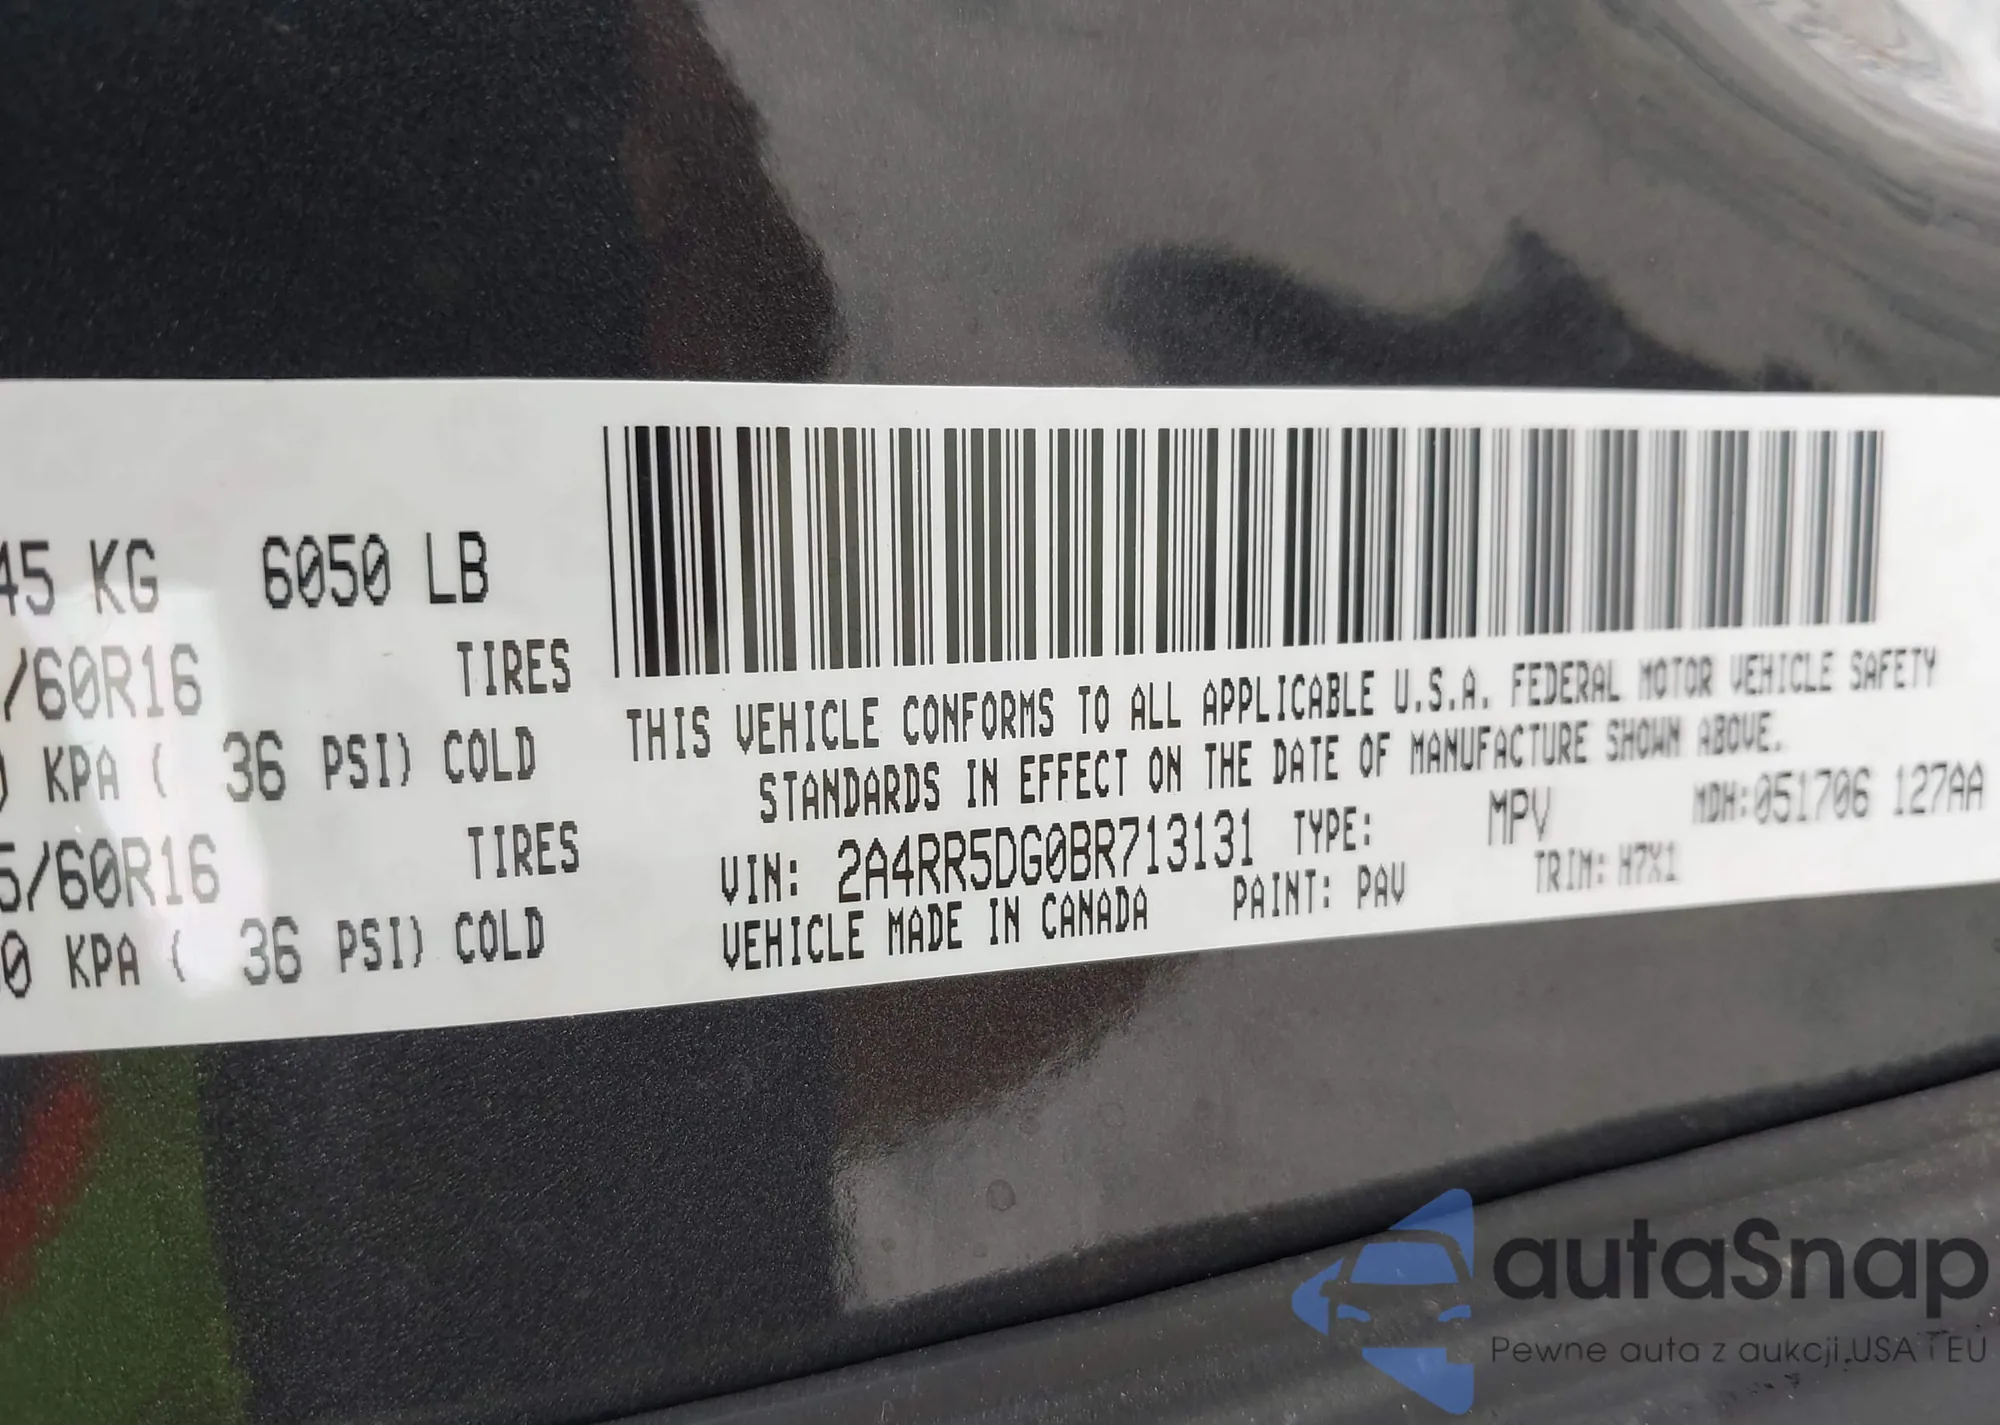 45 KG 6050 LB
/60R16 TIRES
0 KPA ( 36 PSI) COLD
5/60R16 TIRES
0 KPA ( 36 PSI) COLD
THIS VEHICLE CONFORMS TO ALL APPLICABLE U.S.A. FEDERAL MOTOR VEHICLE SAFETY
STANDARDS IN EFFECT ON THE DATE OF MANUFACTURE SHOWN ABOVE.
VIN: 2A4RR5DG0BR713131 TYPE: MPV MDH:051706 127AA
VEHICLE MADE IN CANADA PAINT: PAV TRIM: H7X1
autaSnap
Pewne auta z aukcji USA i EU